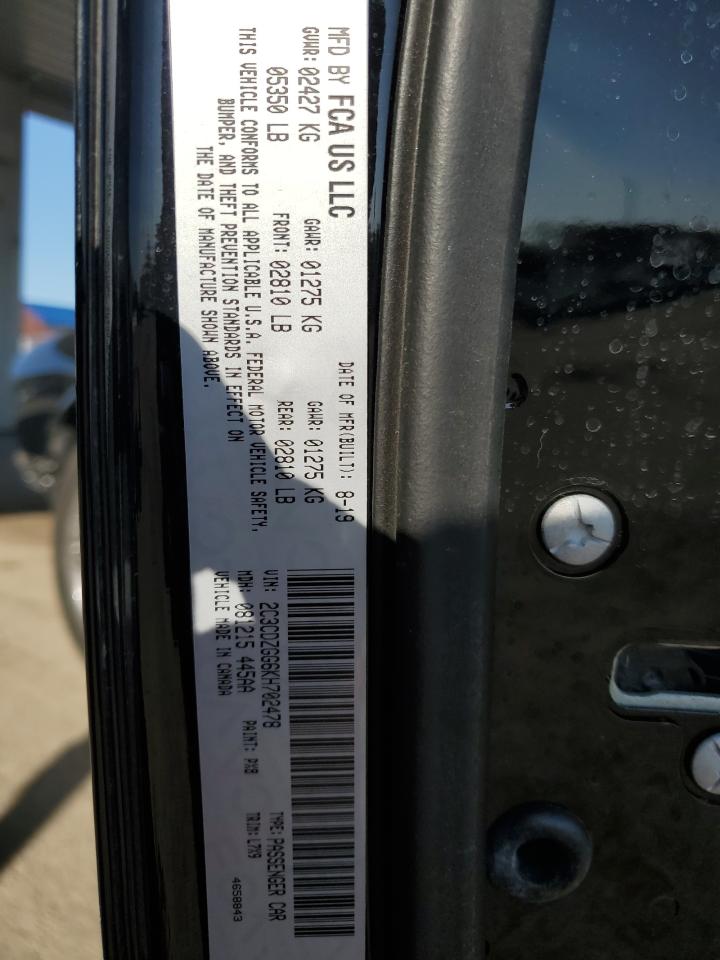 MFD BY FCA US LLC
DATE OF MFR(BUILT): 8-19
GVWR: 02427 KG
GAWR: 01275 KG
GAWR: 01275 KG
05350 LB
FRONT: 02810 LB
REAR: 02810 LB
THIS VEHICLE CONFORMS TO ALL APPLICABLE U.S.A. FEDERAL MOTOR VEHICLE SAFETY,
BUMPER, AND THEFT PREVENTION STANDARDS IN EFFECT ON
THE DATE OF MANUFACTURE SHOWN ABOVE.
VIN: 2C3CDZGG6KH702478
TYPE: PASSENGER CAR
MDH: 081215 445AA
PAINT: PX8
TRIM: L7X9
VEHICLE MADE IN CANADA
4658843